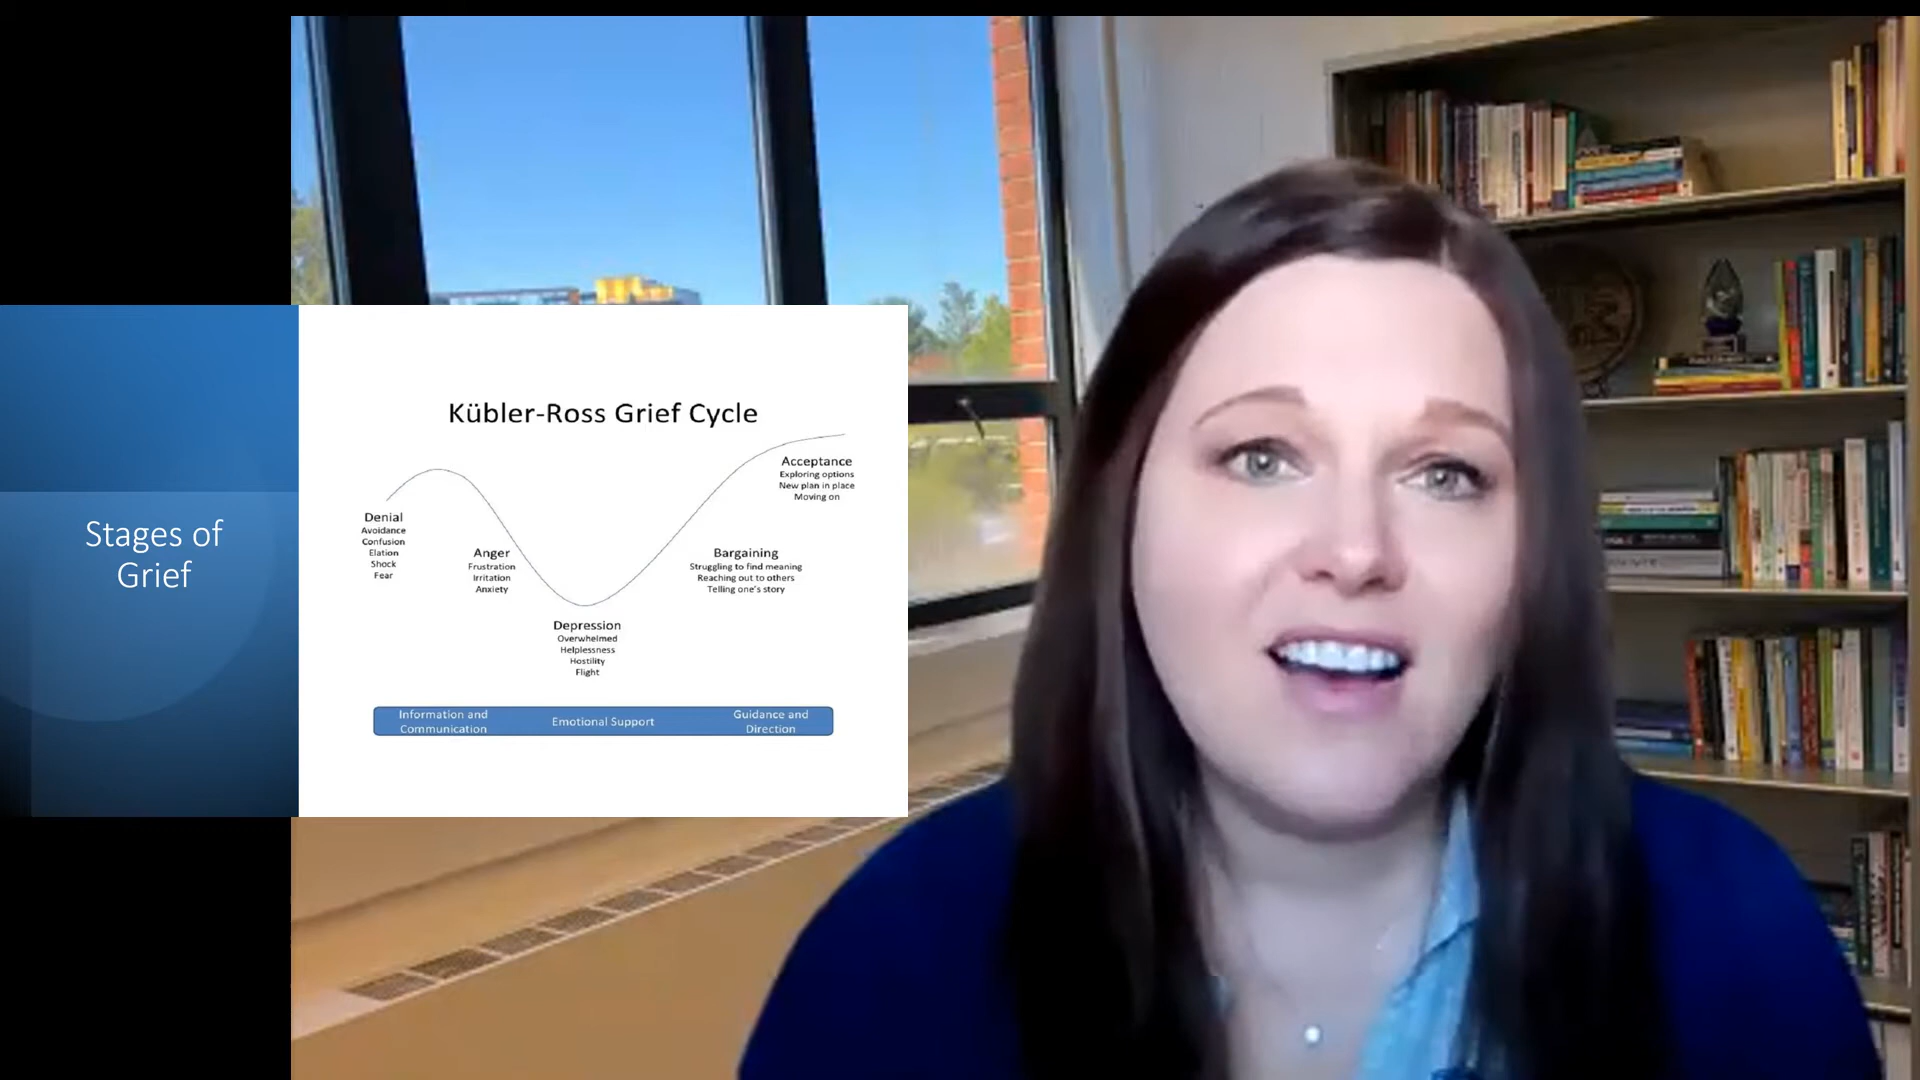 Stages of
Grief
Kübler-Ross Grief Cycle
Denial
Avoidance
Confusion
Elation
Shock
Fear
Anger
Frustration
Irritation
Anxiety
Depression
Overwhelmed
Helplessness
Hostility
Flight
Bargaining
Struggling to find meaning
Reaching out to others
Telling one's story
Acceptance
Exploring options
New plan in place
Moving on
Information and
Communication
Emotional Support
Guidance and
Direction